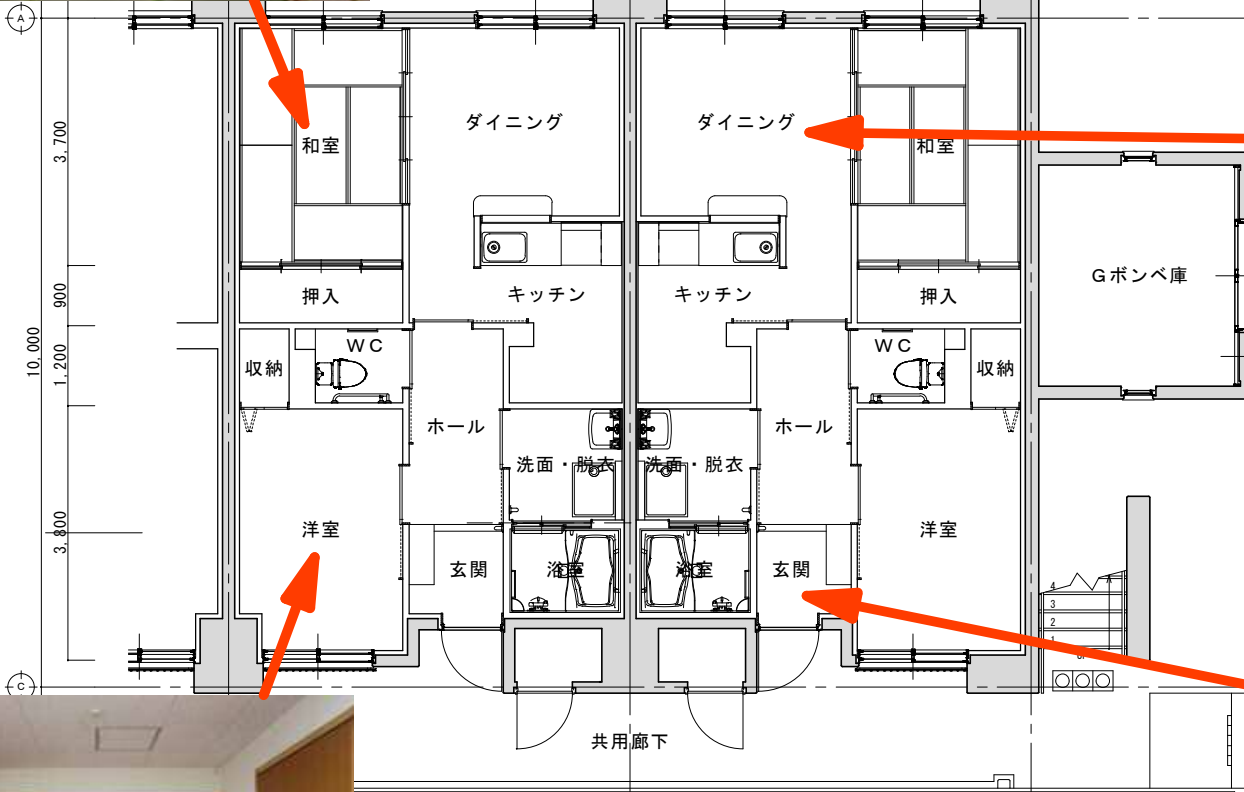 A
3,700
和室
ダイニング
ダイニング
和室
900
押入
キッチン
キッチン
押入
Gボンベ庫
10,000
1,200
収納
WC
WC
収納
ホール
ホール
洗面・脱衣
洗面・脱衣
3,800
洋室
洋室
玄関
浴室
浴室
玄関
4
3
2
1
C
共用廊下